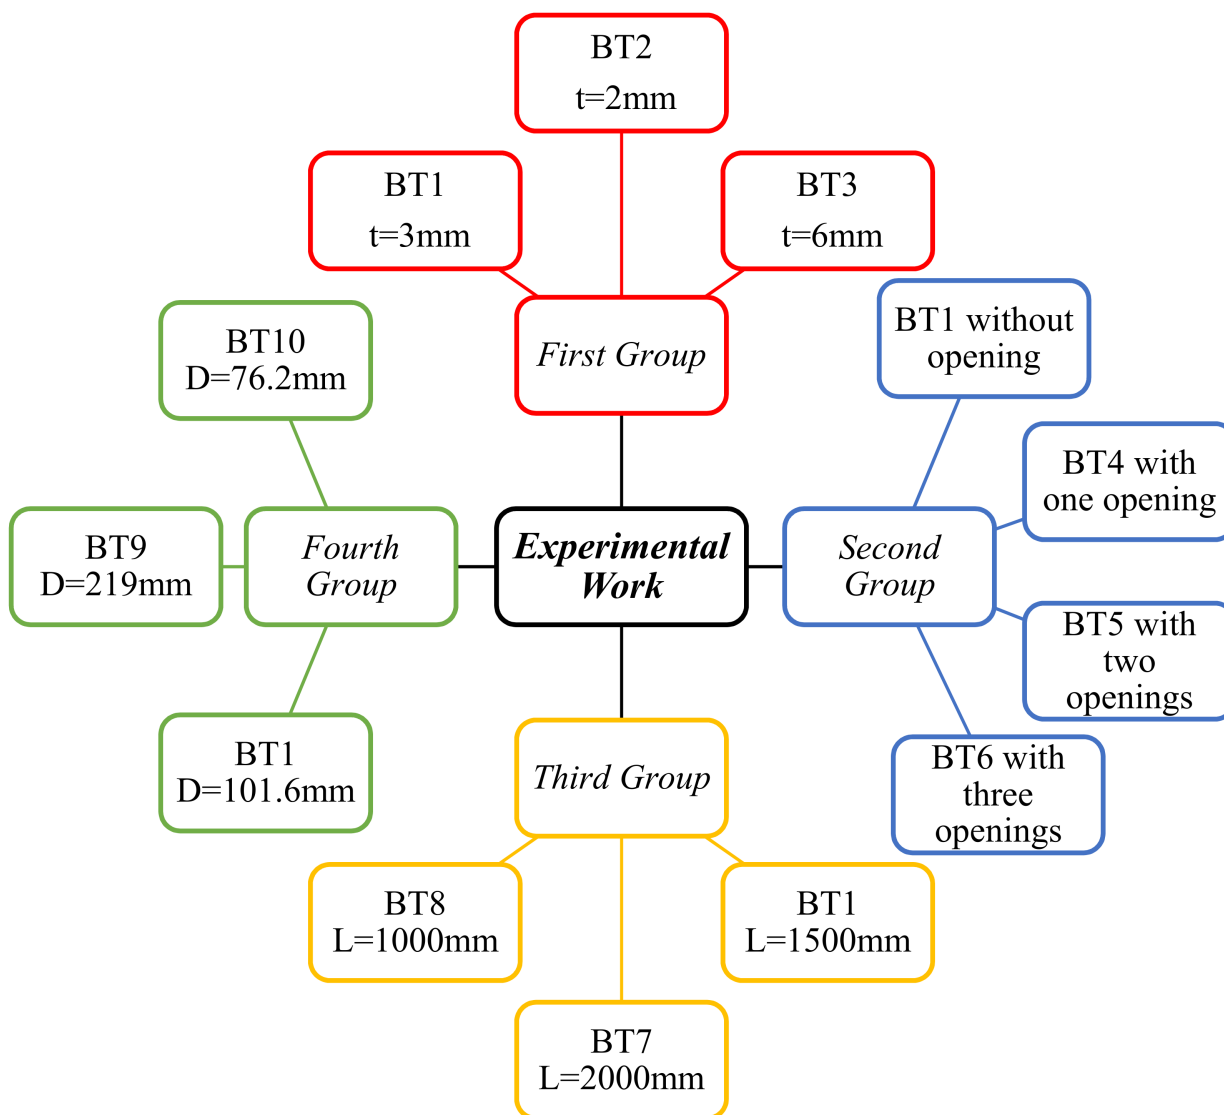 BT2
t=2mm
BT1
t=3mm
BT3
t=6mm
First Group
BT1 without
opening
BT4 with
one opening
BT5 with
two
openings
BT6 with
three
openings
Second
Group
Experimental
Work
Fourth
Group
BT10
D=76.2mm
BT9
D=219mm
BT1
D=101.6mm
Third Group
BT8
L=1000mm
BT1
L=1500mm
BT7
L=2000mm